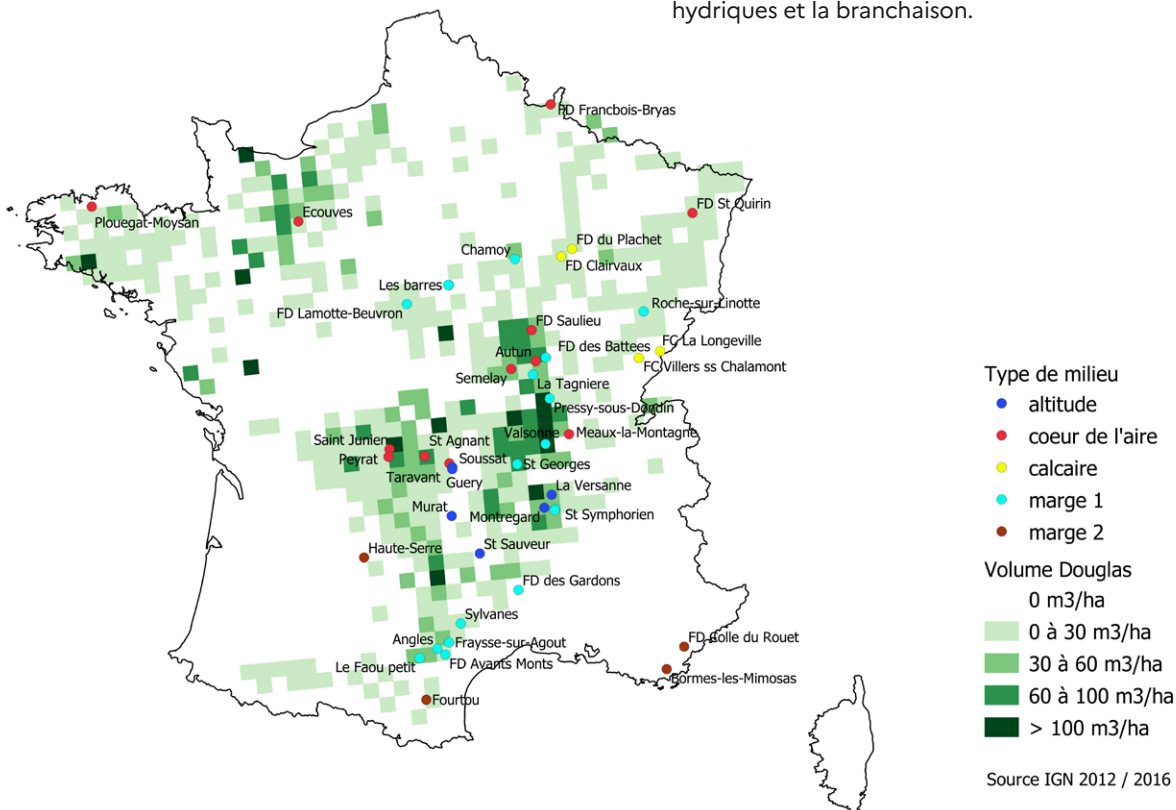 hydriques et la branchaison.
FD Francbois-Bryas
Plouegat-Moysan
Ecouves
FD St Quirin
Chamoy
FD du Plachet
FD Clairvaux
Les barres
FD Lamotte-Beuvron
Roche-sur-Linotte
FD Saulieu
Autun
FD des Battees
FC La Longeville
FC Villers ss Chalamont
Semelay
La Tagniere
Pressy-sous-Dondin
Saint Junien
St Agnant
Valsonne
Meaux-la-Montagne
Peyrat
Soussat
St Georges
Taravant
Guery
La Versanne
Murat
Montregard
St Symphorien
Haute-Serre
St Sauveur
FD des Gardons
Sylvanes
Angles
Fraysse-sur-Agout
Le Faou petit
FD Avants Monts
FD Colle du Rouet
Bormes-les-Mimosas
Fourtou
Type de milieu
altitude
coeur de l'aire
calcaire
marge 1
marge 2
Volume Douglas
0 m3/ha
0 à 30 m3/ha
30 à 60 m3/ha
60 à 100 m3/ha
> 100 m3/ha
Source IGN 2012 / 2016